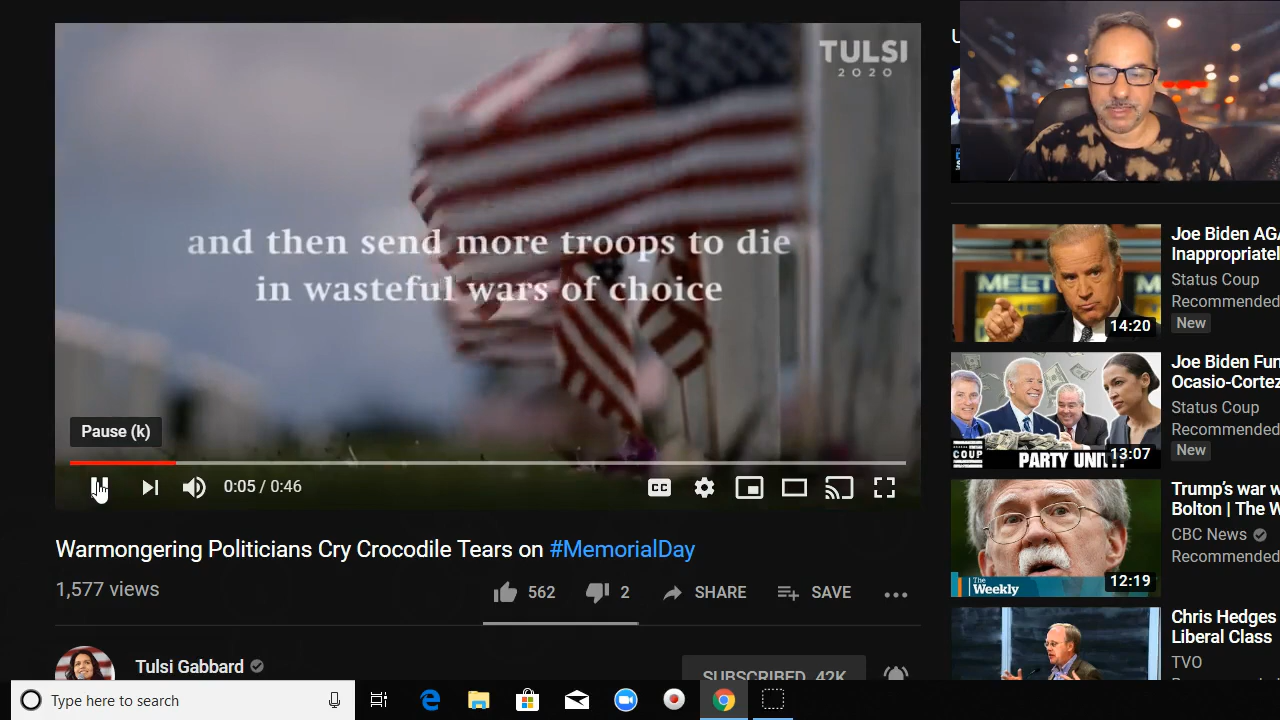 TULSI
2020
and then send more troops to die
in wasteful wars of choice
Pause (k)
0:05 / 0:46
CC
Warmongering Politicians Cry Crocodile Tears on #MemorialDay
1,577 views
562
2
SHARE
SAVE
Tulsi Gabbard
SUBSCRIBED 42K
U
MEET
M
14:20
Joe Biden AGA
Inappropriatel
Status Coup
Recommended
New
COUP
PARTY UNIT
13:07
Joe Biden Fun
Ocasio-Cortez
Status Coup
Recommended
New
The
Weekly
12:19
Trump's war w
Bolton | The W
CBC News
Recommended
Chris Hedges
Liberal Class
TVO
Type here to search